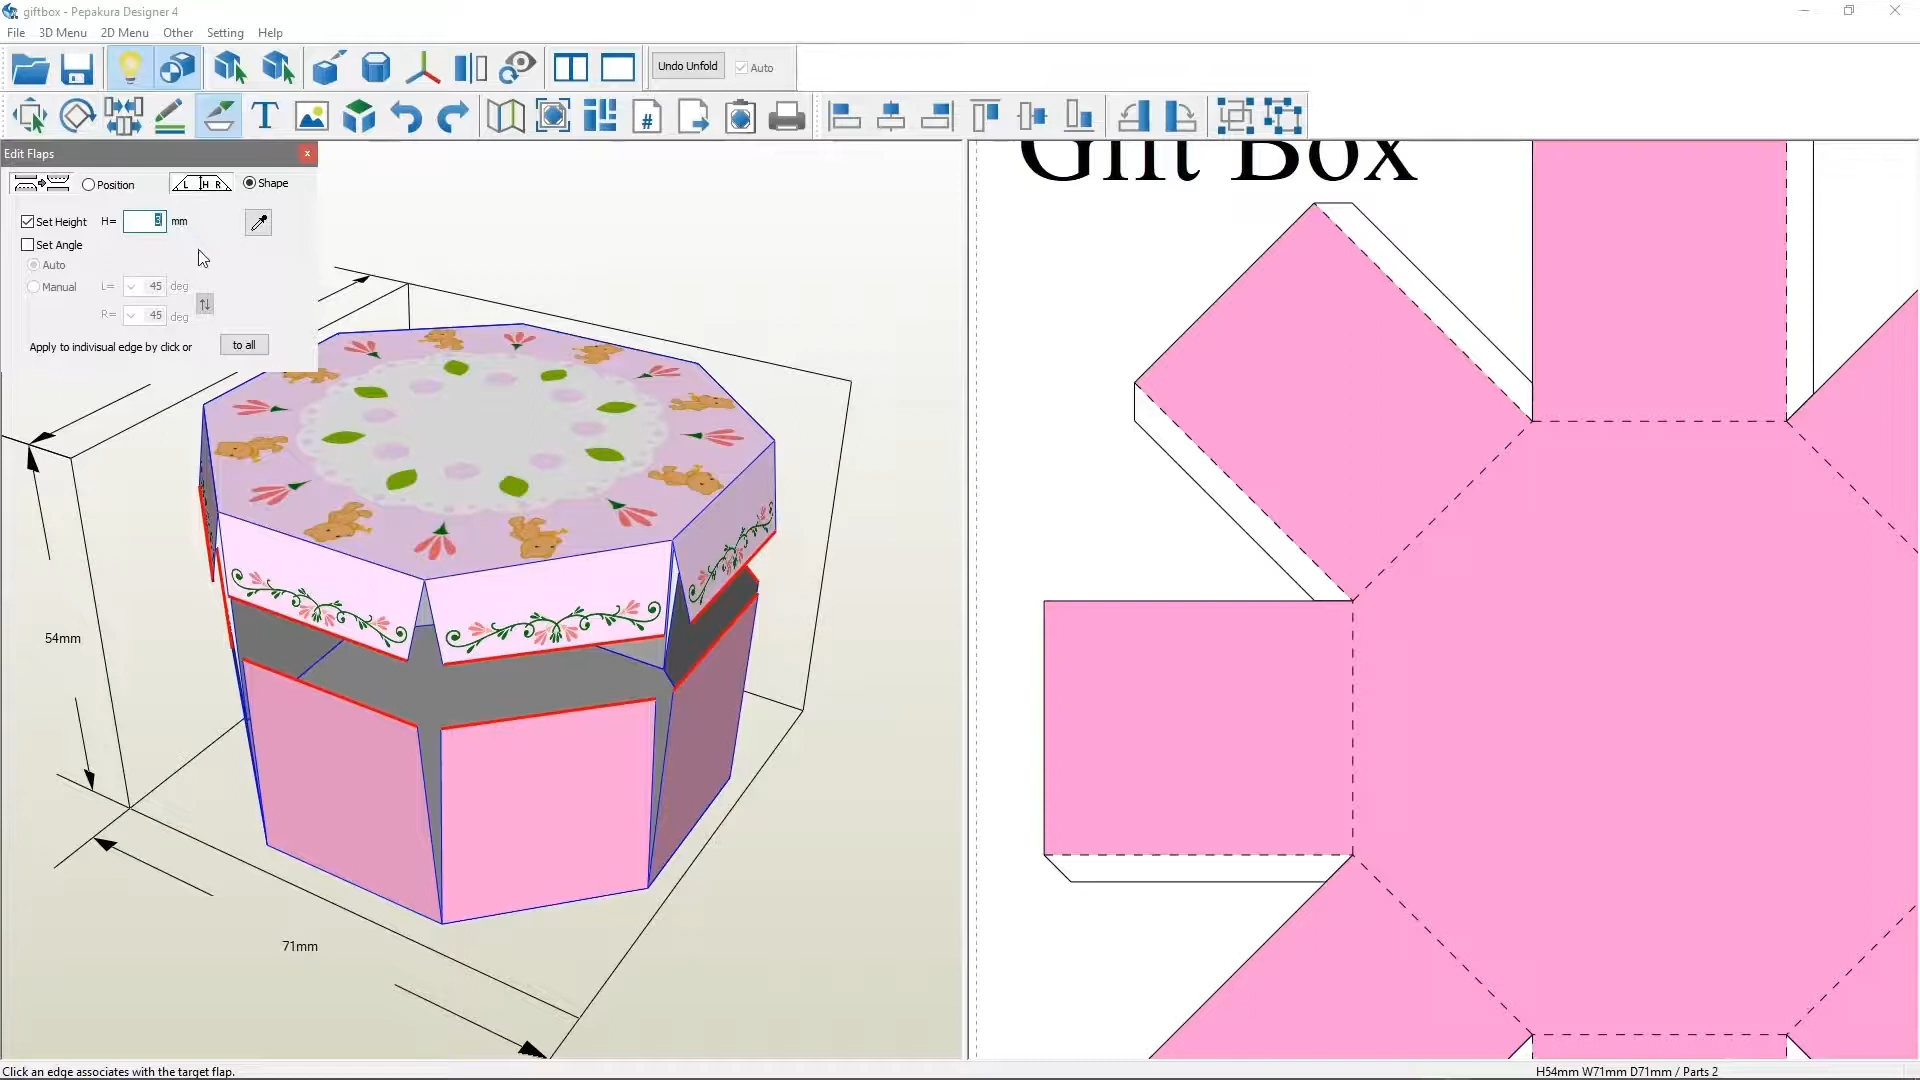 giftbox - Pepakura Designer 4
File 3D Menu 2D Menu Other Setting Help
Undo Unfold Auto
Edit Flaps
Position L H R Shape
Set Height H= 3 mm
Set Angle
Auto
Manual L= 45 deg
R= 45 deg
Apply to indivisual edge by click or to all
Gift Box
54mm
71mm
Click an edge associates with the target flap.
H54mm W71mm D71mm / Parts 2